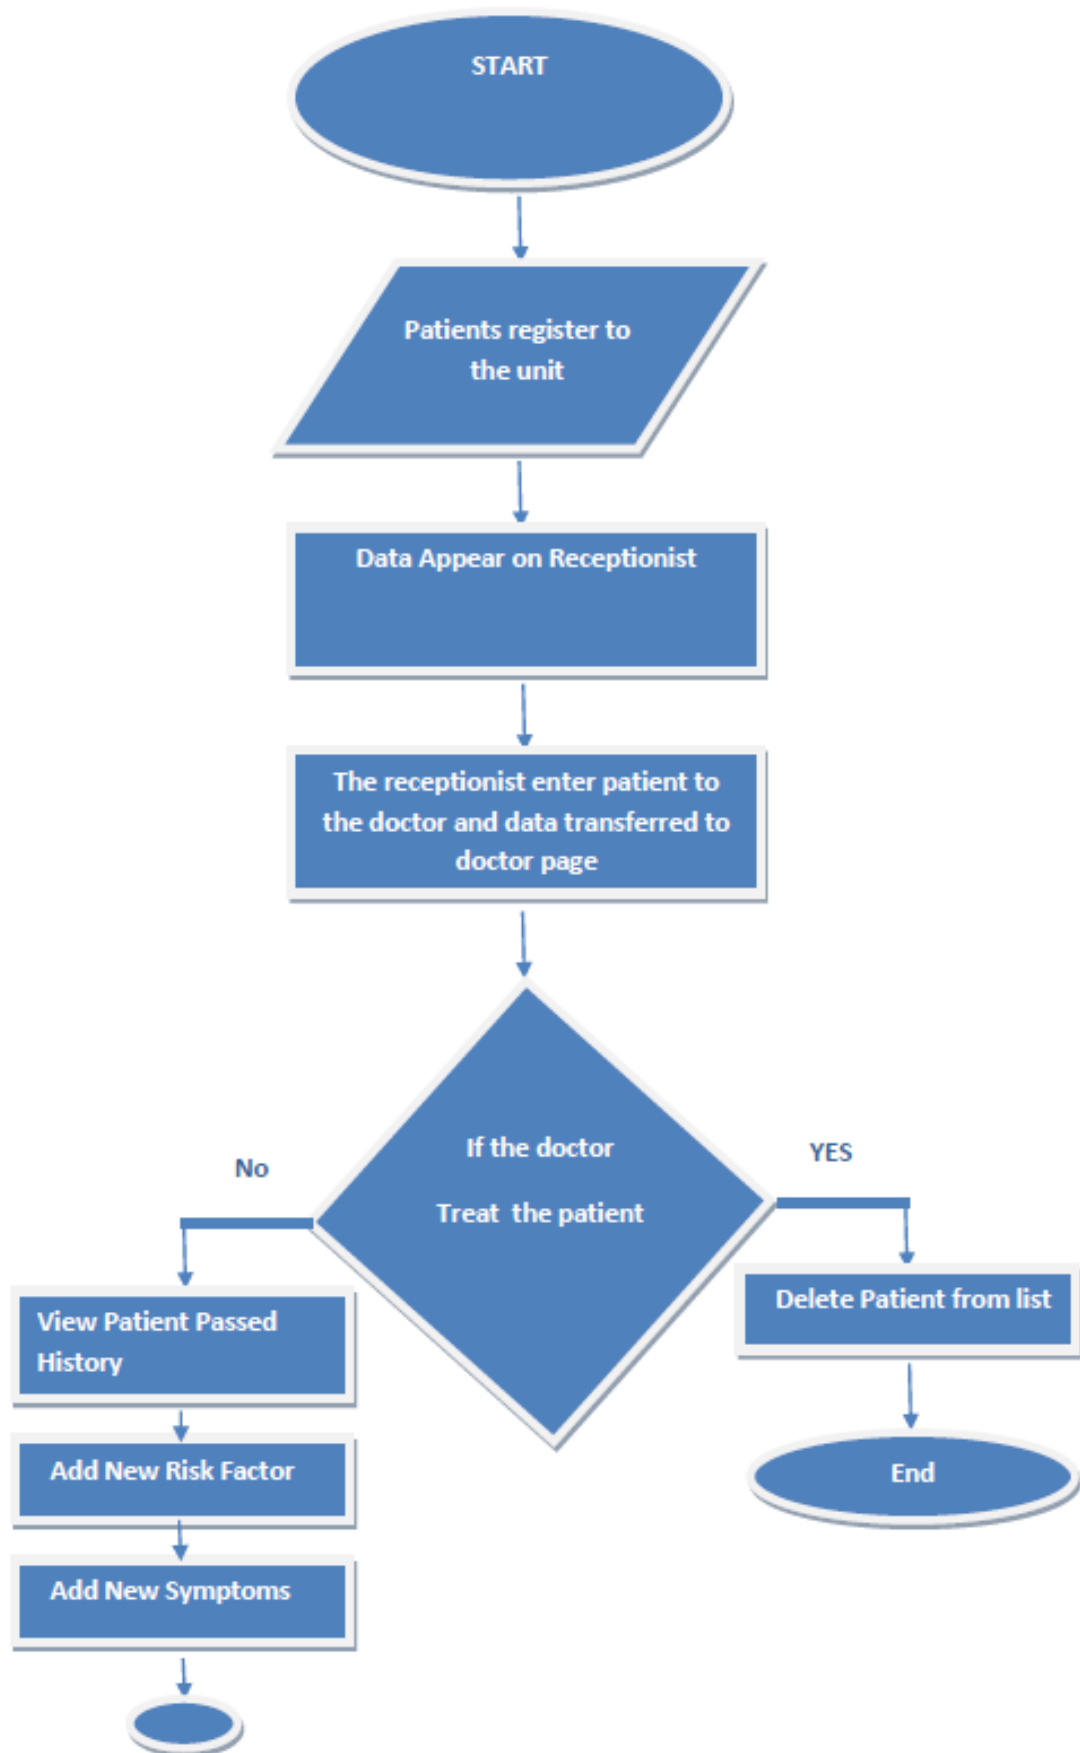 START
Patients register to
the unit
Data Appear on Receptionist
The receptionist enter patient to
the doctor and data transferred to
doctor page
If the doctor
Treat the patient
No
YES
View Patient Passed
History
Add New Risk Factor
Add New Symptoms
Delete Patient from list
End